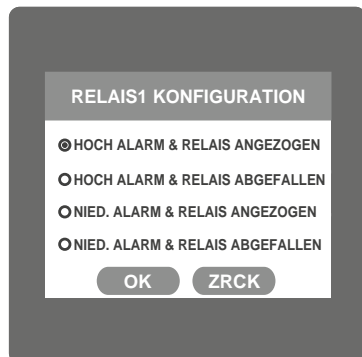 RELAIS1 KONFIGURATION
HOCH ALARM & RELAIS ANGEZOGEN
HOCH ALARM & RELAIS ABGEFALLEN
NIED. ALARM & RELAIS ANGEZOGEN
NIED. ALARM & RELAIS ABGEFALLEN
OK ZRCK